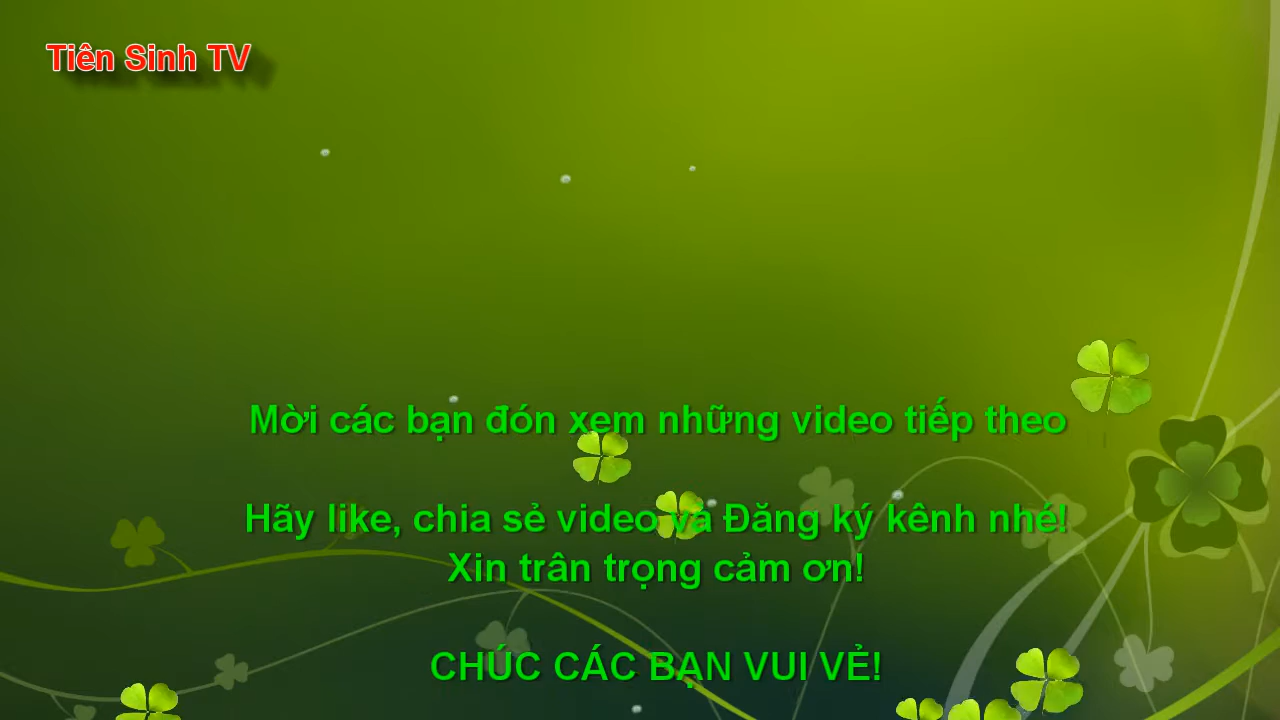 Tiên Sinh TV
Mời các bạn đón xem những video tiếp theo
Hãy like, chia sẻ video và Đăng ký kênh nhé!
Xin trân trọng cảm ơn!
CHÚC CÁC BẠN VUI VẺ!